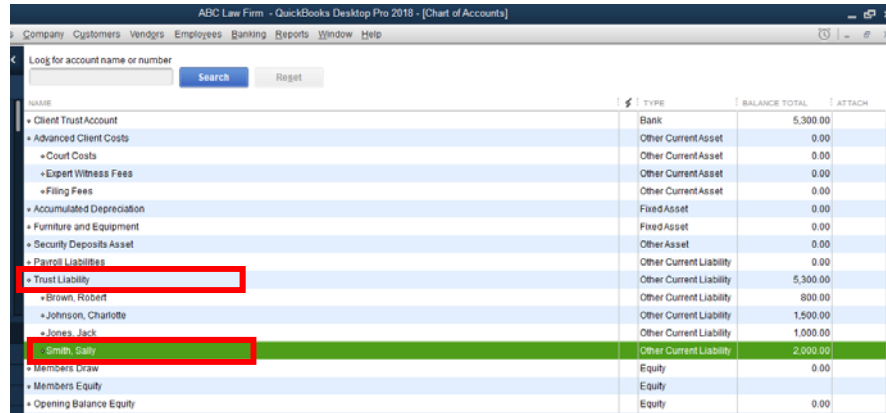 ABC Law Firm - QuickBooks Desktop Pro 2018 - [Chart of Accounts]
s Company Customers Vendors Employees Banking Reports Window Help
Look for account name or number
Search Reset
NAME TYPE BALANCE TOTAL ATTACH
Client Trust Account Bank 5,300.00
Advanced Client Costs Other Current Asset 0.00
Court Costs Other Current Asset 0.00
Expert Witness Fees Other Current Asset 0.00
Filing Fees Other Current Asset 0.00
Accumulated Depreciation Fixed Asset 0.00
Furniture and Equipment Fixed Asset 0.00
Security Deposits Asset Other Asset 0.00
Payroll Liabilities Other Current Liability 0.00
Trust Liability Other Current Liability 5,300.00
Brown, Robert Other Current Liability 800.00
Johnson, Charlotte Other Current Liability 1,500.00
Jones, Jack Other Current Liability 1,000.00
Smith, Sally Other Current Liability 2,000.00
Members Draw Equity 0.00
Members Equity Equity
Opening Balance Equity Equity 0.00